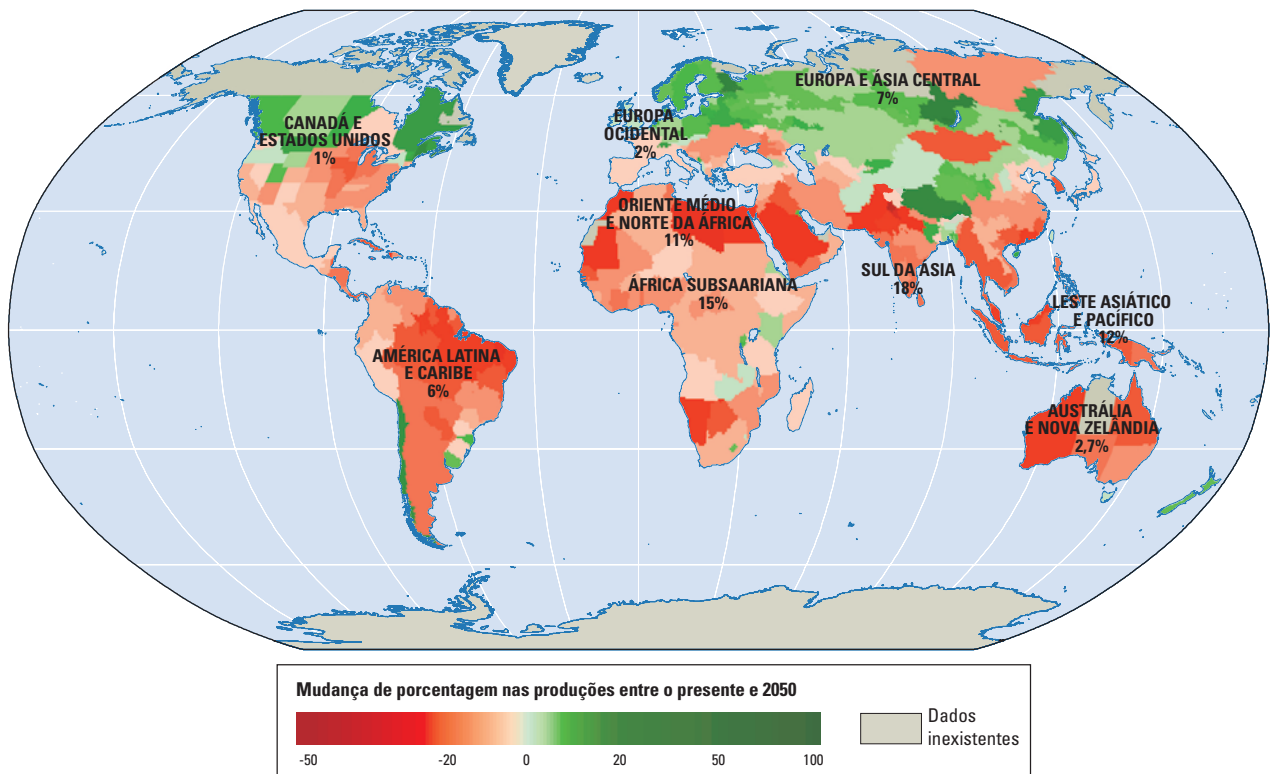 EUROPA E ÁSIA CENTRAL
7%
CANADÁ E
ESTADOS UNIDOS
1%
EUROPA
OCIDENTAL
2%
ORIENTE MÉDIO
E NORTE DA ÁFRICA
11%
SUL DA ÁSIA
18%
ÁFRICA SUBSAARIANA
15%
LESTE ASIÁTICO
E PACÍFICO
12%
AMÉRICA LATINA
E CARIBE
6%
AUSTRÁLIA
E NOVA ZELÂNDIA
2,7%
Mudança de porcentagem nas produções entre o presente e 2050
-50 -20 0 20 50 100
Dados
inexistentes